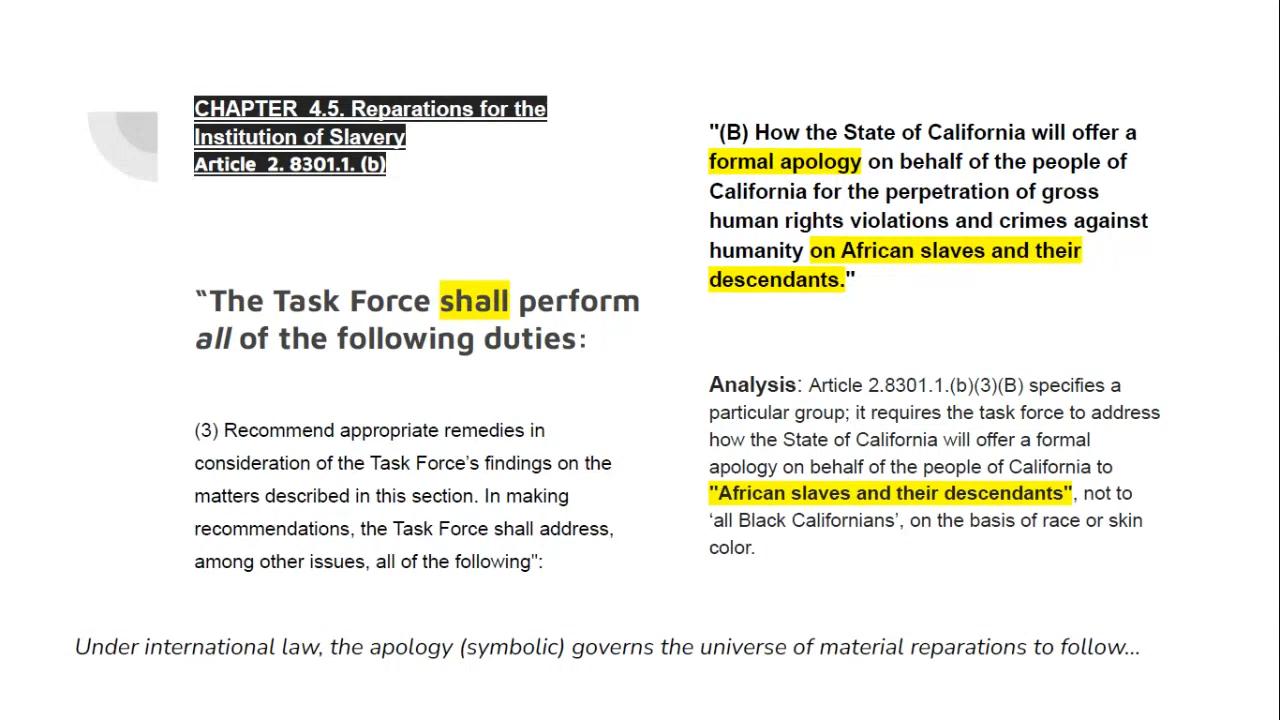 CHAPTER 4.5. Reparations for the
Institution of Slavery
Article 2. 8301.1. (b)
“The Task Force shall perform
all of the following duties:
(3) Recommend appropriate remedies in
consideration of the Task Force’s findings on the
matters described in this section. In making
recommendations, the Task Force shall address,
among other issues, all of the following":
"(B) How the State of California will offer a
formal apology on behalf of the people of
California for the perpetration of gross
human rights violations and crimes against
humanity on African slaves and their
descendants."
Analysis: Article 2.8301.1.(b)(3)(B) specifies a
particular group; it requires the task force to address
how the State of California will offer a formal
apology on behalf of the people of California to
"African slaves and their descendants", not to
‘all Black Californians’, on the basis of race or skin
color.
Under international law, the apology (symbolic) governs the universe of material reparations to follow...